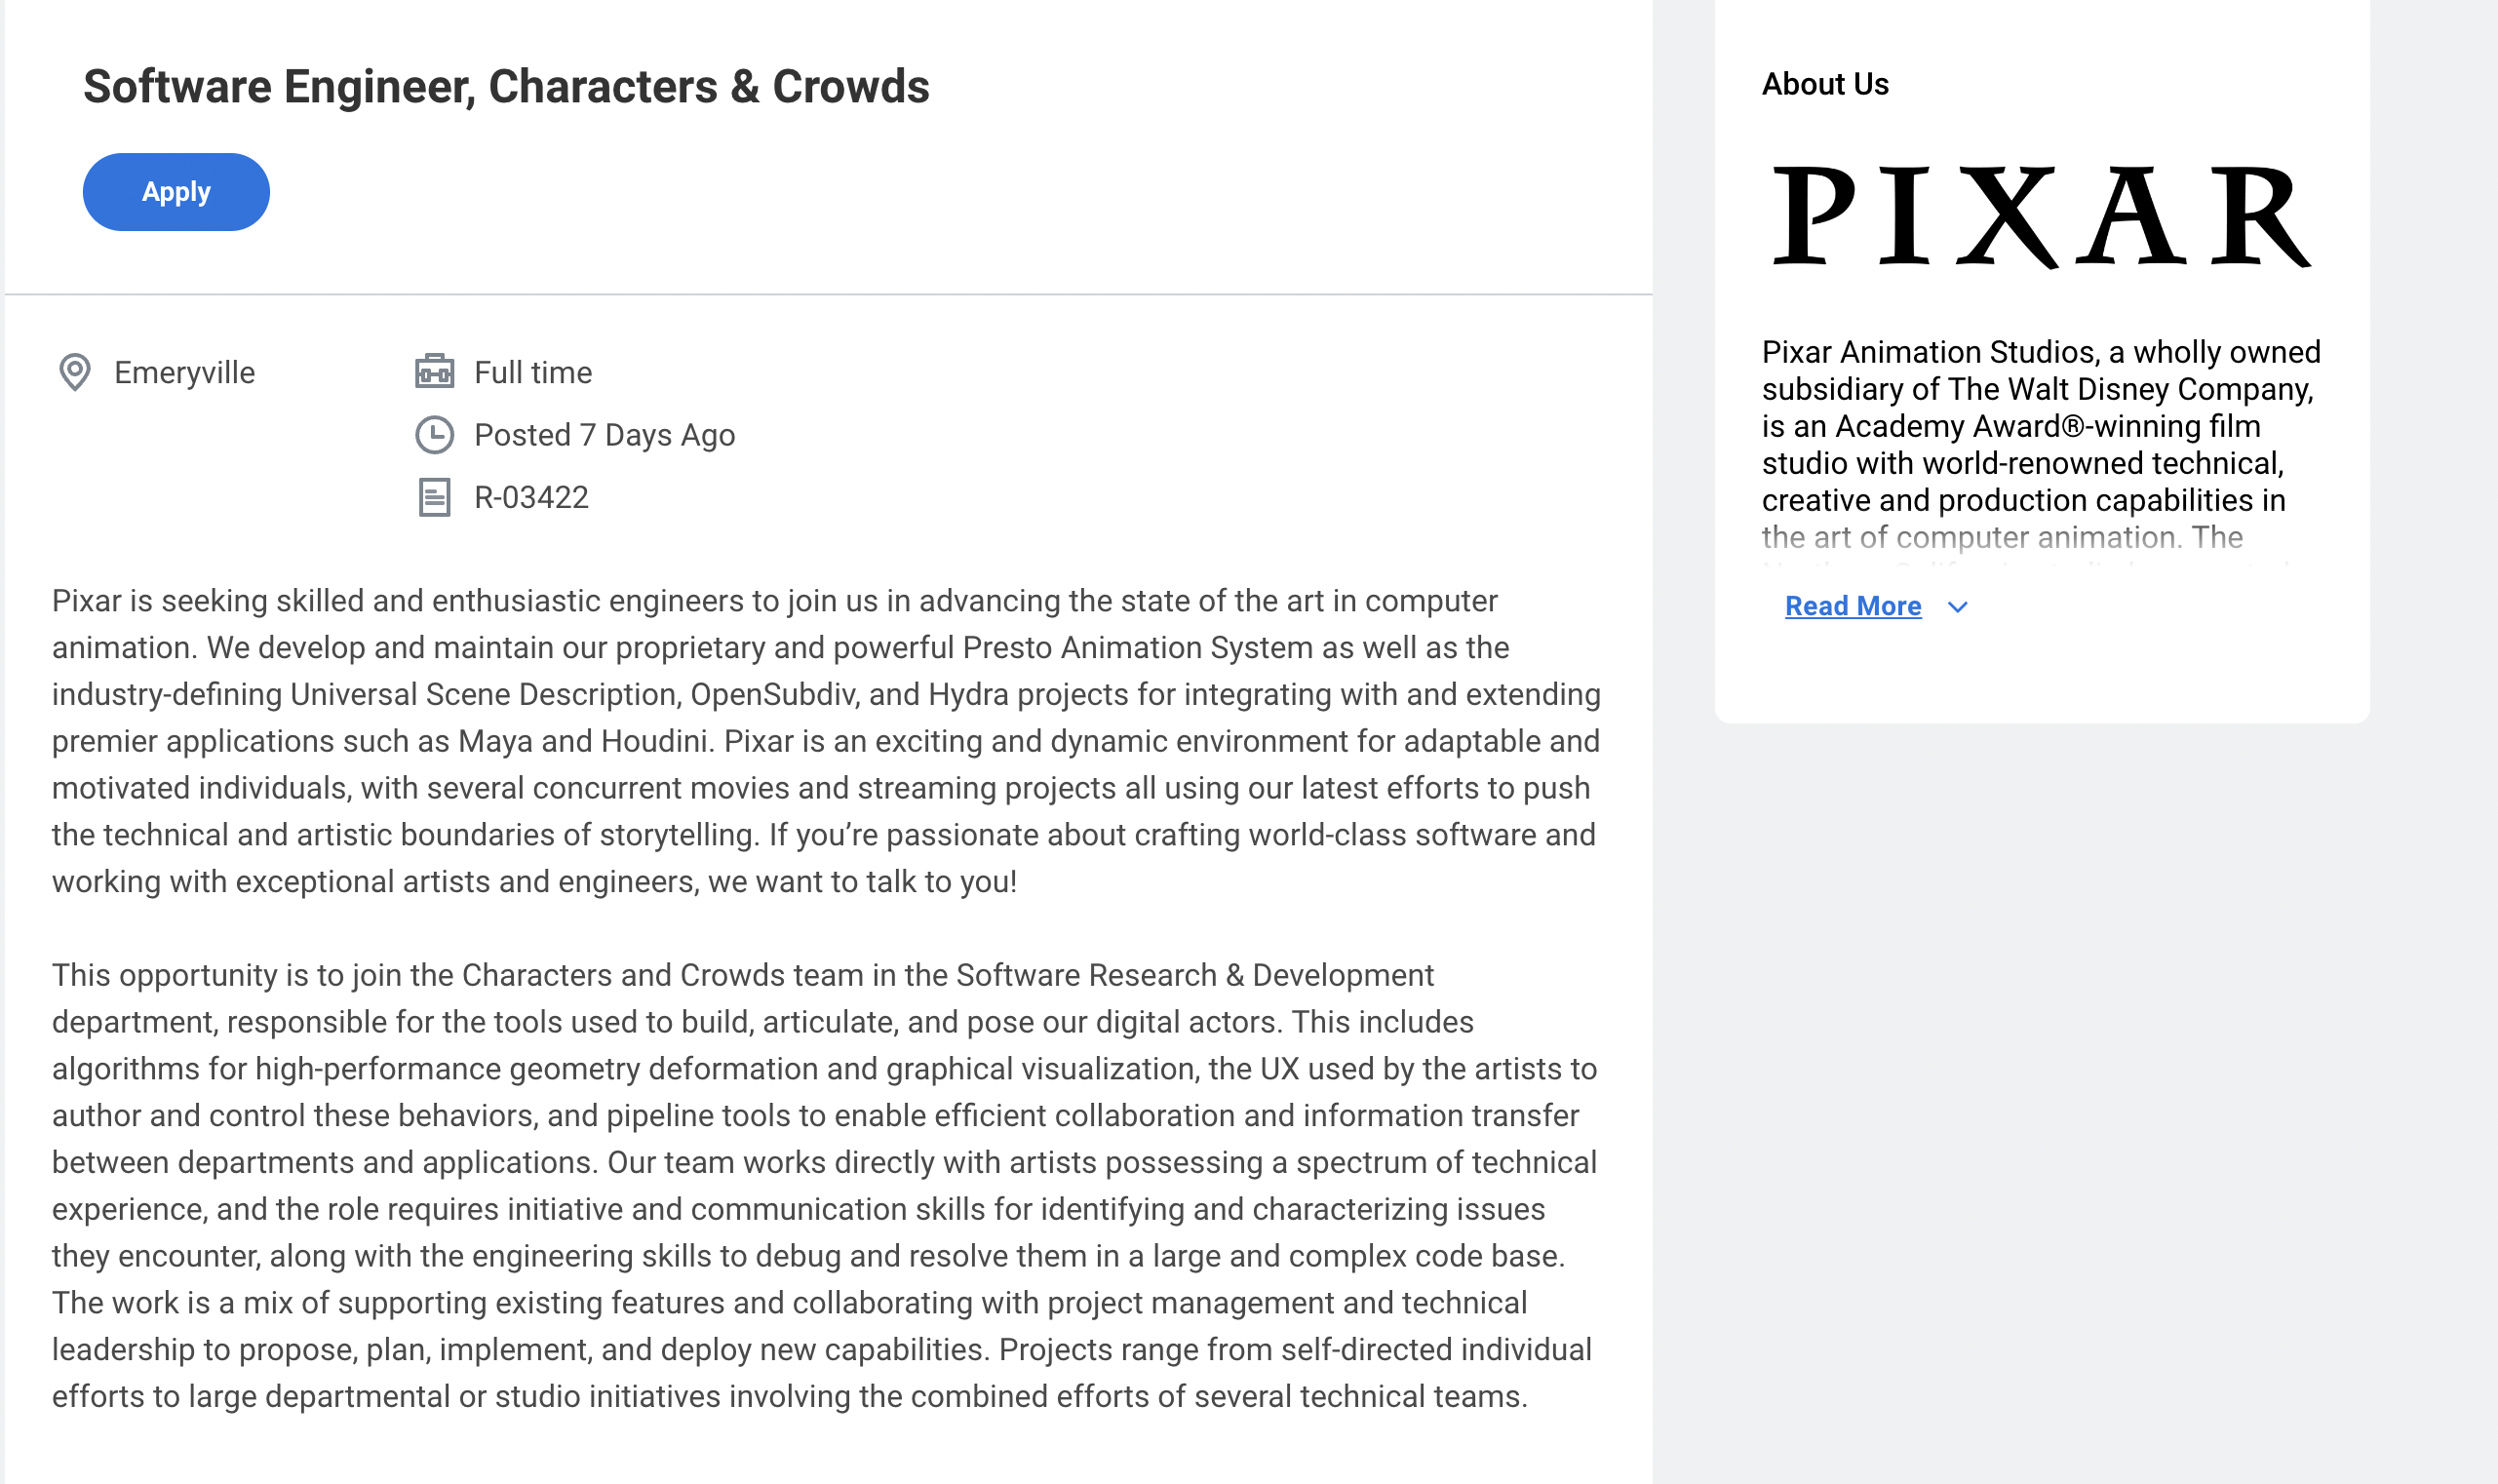 Software Engineer, Characters & Crowds
Apply
Emeryville
Full time
Posted 7 Days Ago
R-03422
Pixar is seeking skilled and enthusiastic engineers to join us in advancing the state of the art in computer
animation. We develop and maintain our proprietary and powerful Presto Animation System as well as the
industry-defining Universal Scene Description, OpenSubdiv, and Hydra projects for integrating with and extending
premier applications such as Maya and Houdini. Pixar is an exciting and dynamic environment for adaptable and
motivated individuals, with several concurrent movies and streaming projects all using our latest efforts to push
the technical and artistic boundaries of storytelling. If you’re passionate about crafting world-class software and
working with exceptional artists and engineers, we want to talk to you!
This opportunity is to join the Characters and Crowds team in the Software Research & Development
department, responsible for the tools used to build, articulate, and pose our digital actors. This includes
algorithms for high-performance geometry deformation and graphical visualization, the UX used by the artists to
author and control these behaviors, and pipeline tools to enable efficient collaboration and information transfer
between departments and applications. Our team works directly with artists possessing a spectrum of technical
experience, and the role requires initiative and communication skills for identifying and characterizing issues
they encounter, along with the engineering skills to debug and resolve them in a large and complex code base.
The work is a mix of supporting existing features and collaborating with project management and technical
leadership to propose, plan, implement, and deploy new capabilities. Projects range from self-directed individual
efforts to large departmental or studio initiatives involving the combined efforts of several technical teams.
About Us
PIXAR
Pixar Animation Studios, a wholly owned
subsidiary of The Walt Disney Company,
is an Academy Award®-winning film
studio with world-renowned technical,
creative and production capabilities in
the art of computer animation. The
Read More